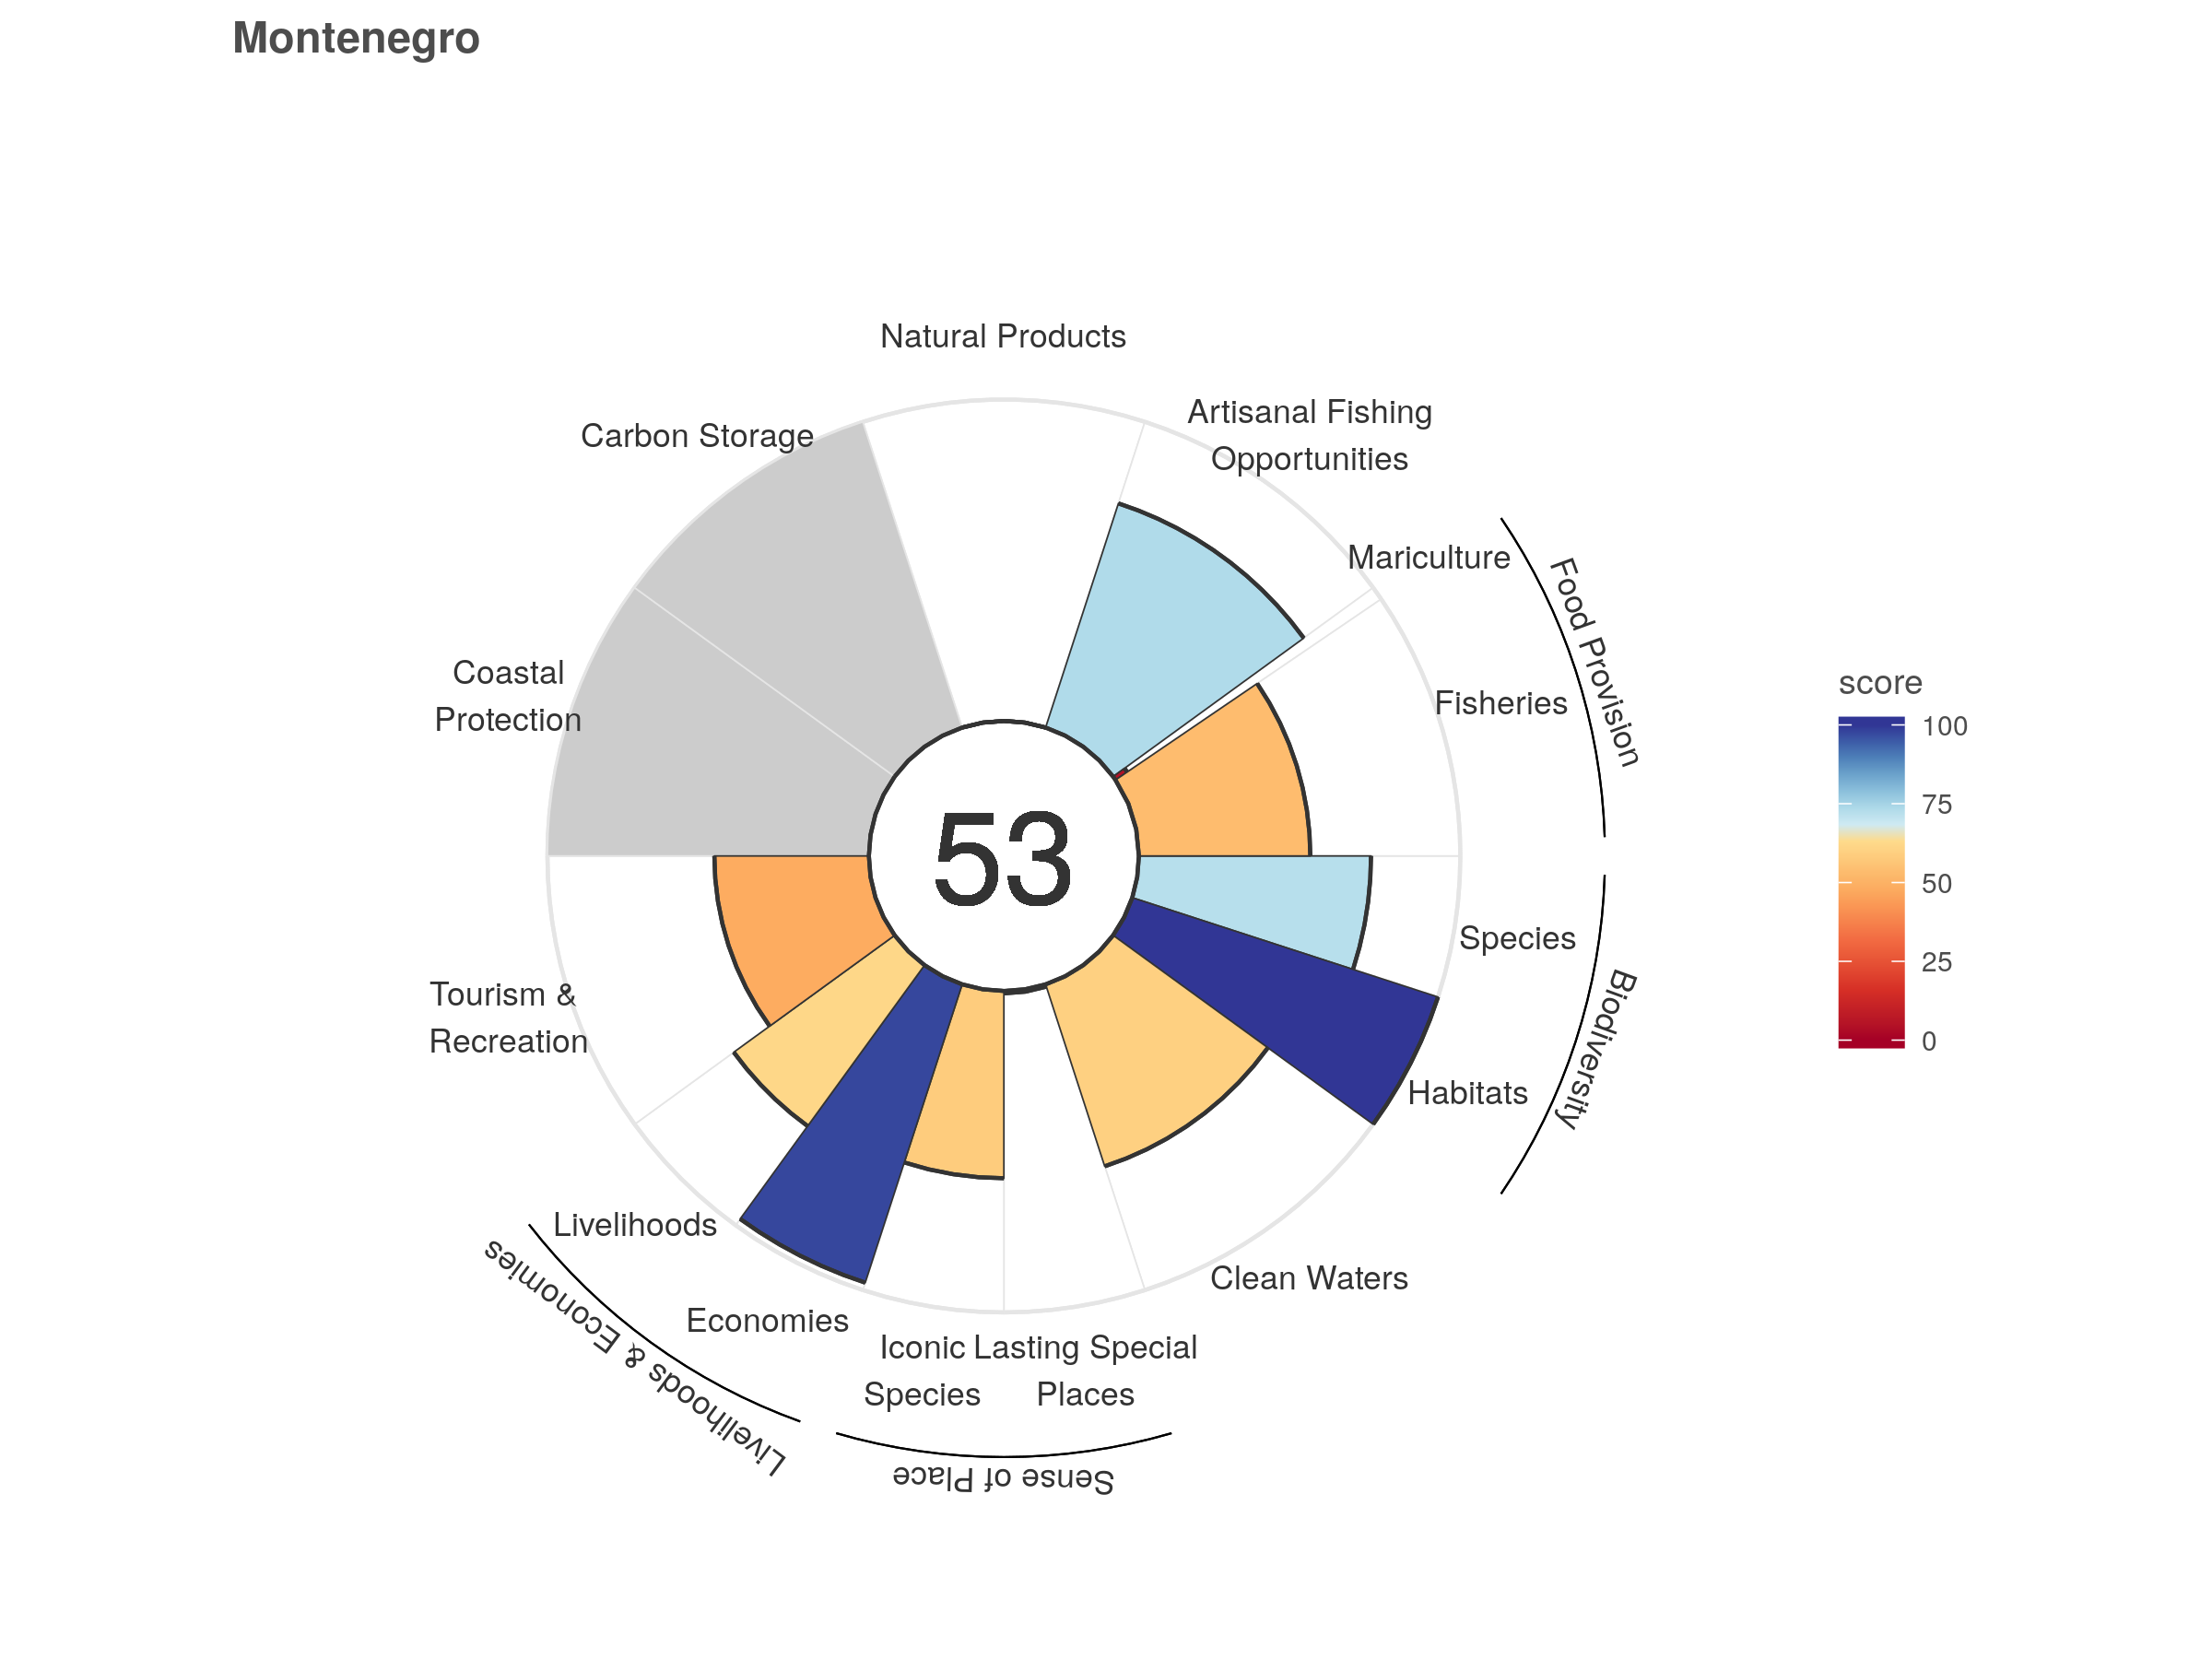 Montenegro
Natural Products
Artisanal Fishing
Opportunities
Carbon Storage
Mariculture
Food Provision
Fisheries
Coastal
Protection
score
100
75
50
25
0
53
Species
Biodiversity
Habitats
Tourism &
Recreation
Livelihoods
Livelihoods & Economies
Economies
Clean Waters
Iconic
Species
Lasting Special
Places
Sense of Place